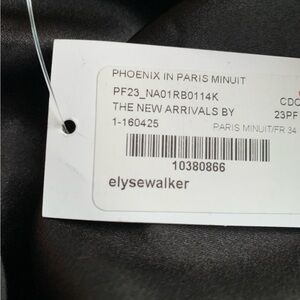 PHOENIX IN PARIS MINUIT
PF23_NA01RB0114K
CDC
THE NEW ARRIVALS BY
23PF
1-160425
PARIS MINUIT/FR 34
10380866
elysewalker